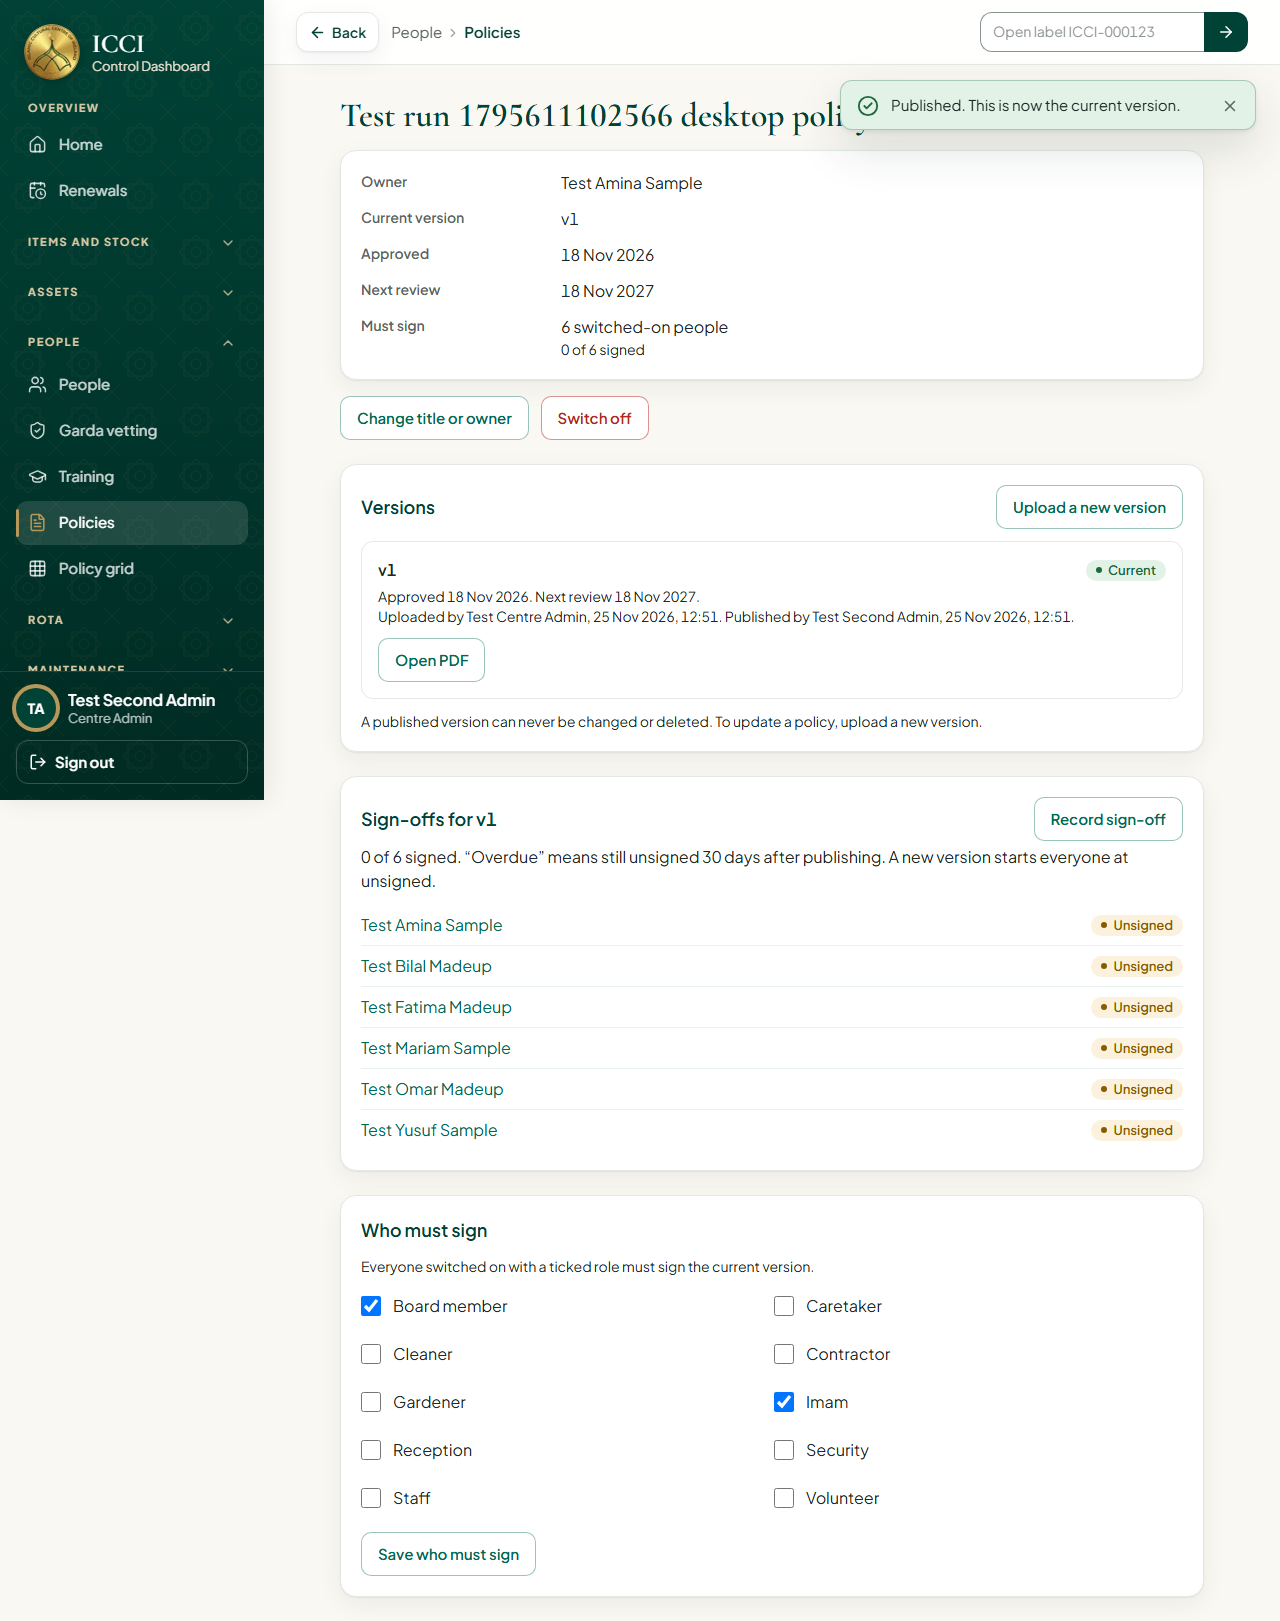 ICCI
Control Dashboard
OVERVIEW
Home
Renewals
ITEMS AND STOCK
ASSETS
PEOPLE
People
Garda vetting
Training
Policies
Policy grid
ROTA
MAINTENANCE
TA
Test Second Admin
Centre Admin
Sign out
Back
People > Policies
Open label ICCI-000123
Published. This is now the current version.
Test run 1795611102566 desktop policy
Owner
Test Amina Sample
Current version
v1
Approved
18 Nov 2026
Next review
18 Nov 2027
Must sign
6 switched-on people
0 of 6 signed
Change title or owner
Switch off
Versions
Upload a new version
v1
Current
Approved 18 Nov 2026. Next review 18 Nov 2027.
Uploaded by Test Centre Admin, 25 Nov 2026, 12:51. Published by Test Second Admin, 25 Nov 2026, 12:51.
Open PDF
A published version can never be changed or deleted. To update a policy, upload a new version.
Sign-offs for v1
Record sign-off
0 of 6 signed. “Overdue” means still unsigned 30 days after publishing. A new version starts everyone at
unsigned.
Test Amina Sample
Unsigned
Test Bilal Madeup
Unsigned
Test Fatima Madeup
Unsigned
Test Mariam Sample
Unsigned
Test Omar Madeup
Unsigned
Test Yusuf Sample
Unsigned
Who must sign
Everyone switched on with a ticked role must sign the current version.
Board member
Caretaker
Cleaner
Contractor
Gardener
Imam
Reception
Security
Staff
Volunteer
Save who must sign